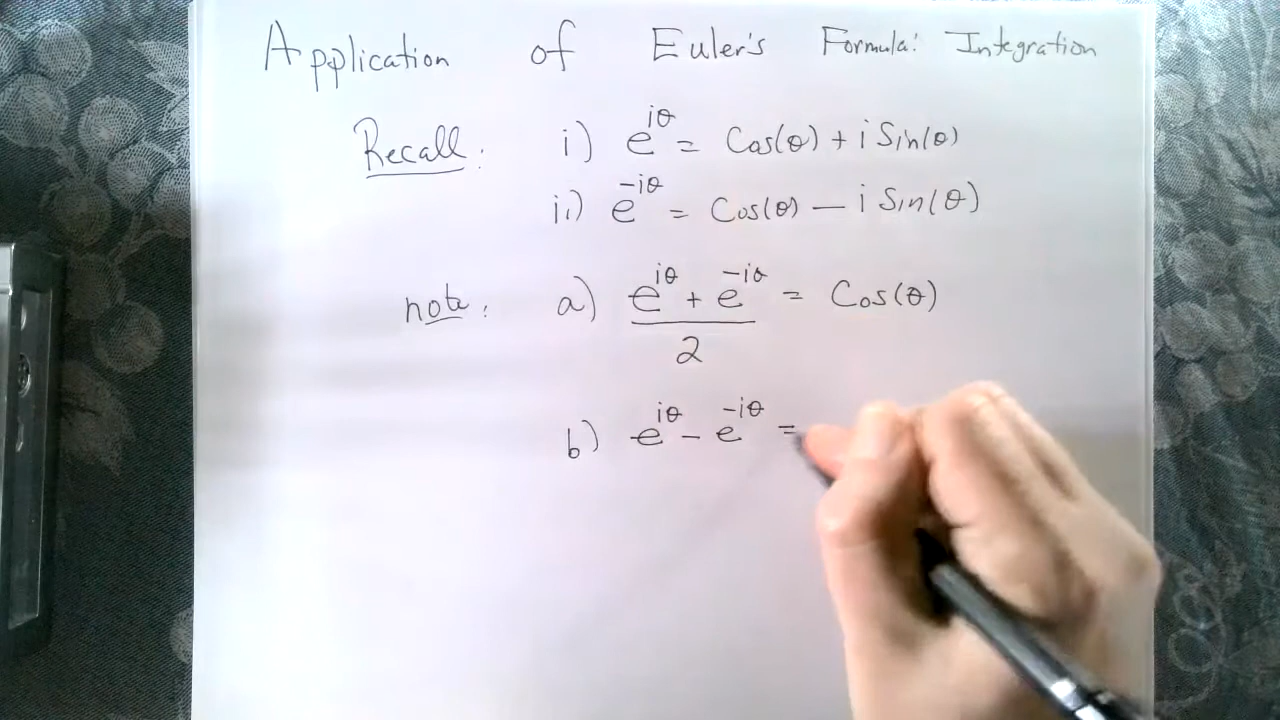 Application of Euler's Formula: Integration
Recall: i) e^{iθ} = Cos(θ) + i Sin(θ)
ii) e^{-iθ} = Cos(θ) — i Sin(θ)
note: a) \frac{e^{iθ} + e^{-iθ}}{2} = Cos(θ)
b) e^{iθ} - e^{-iθ} =